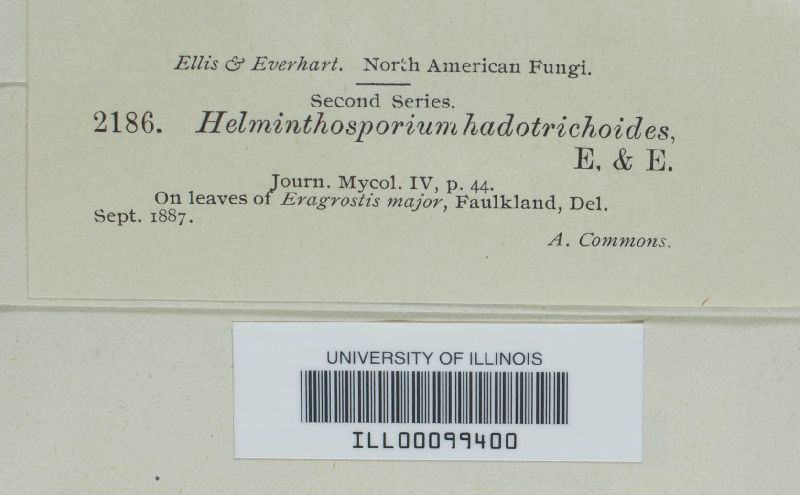 Ellis & Everhart. North American Fungi.
Second Series.
2186. Helminthosporium hadotrichoides,
E. & E.
Journ. Mycol. IV, p. 44.
On leaves of Eragrostis major, Faulkland, Del.
Sept. 1887.
A. Commons.
UNIVERSITY OF ILLINOIS
ILL00099400